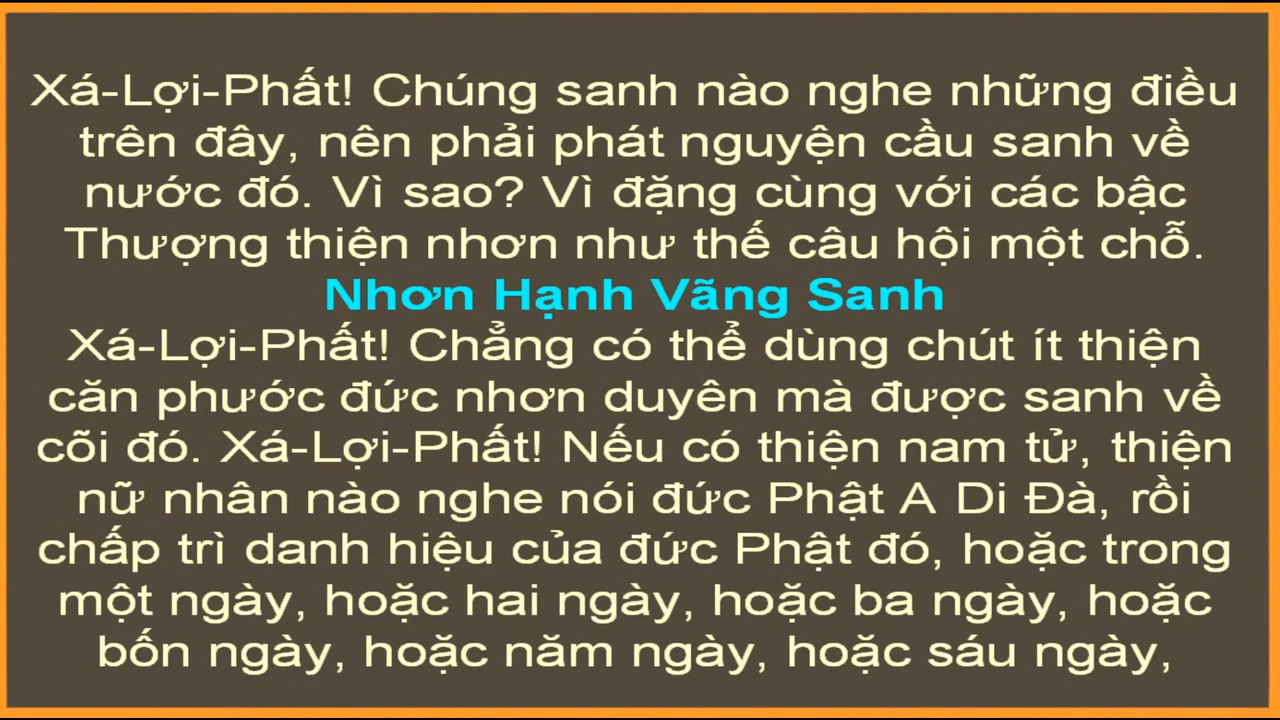 Xá-Lợi-Phất! Chúng sanh nào nghe những điều
trên đây, nên phải phát nguyện cầu sanh về
nước đó. Vì sao? Vì đặng cùng với các bậc
Thượng thiện nhơn như thế câu hội một chỗ.
Nhơn Hạnh Vãng Sanh
Xá-Lợi-Phất! Chẳng có thể dùng chút ít thiện
căn phước đức nhơn duyên mà được sanh về
cõi đó. Xá-Lợi-Phất! Nếu có thiện nam tử, thiện
nữ nhân nào nghe nói đức Phật A Di Đà, rồi
chấp trì danh hiệu của đức Phật đó, hoặc trong
một ngày, hoặc hai ngày, hoặc ba ngày, hoặc
bốn ngày, hoặc năm ngày, hoặc sáu ngày,